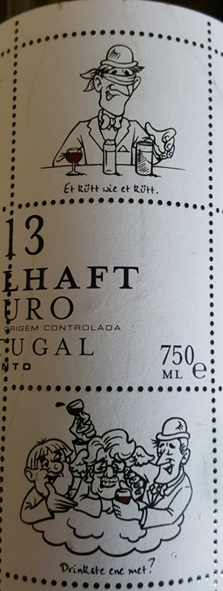 Et kütt wie et kütt.
13
LHAFT
URO
ORIGEM CONTROLADA
UGAL
NTO
750
ML e
Drinkste ene met?